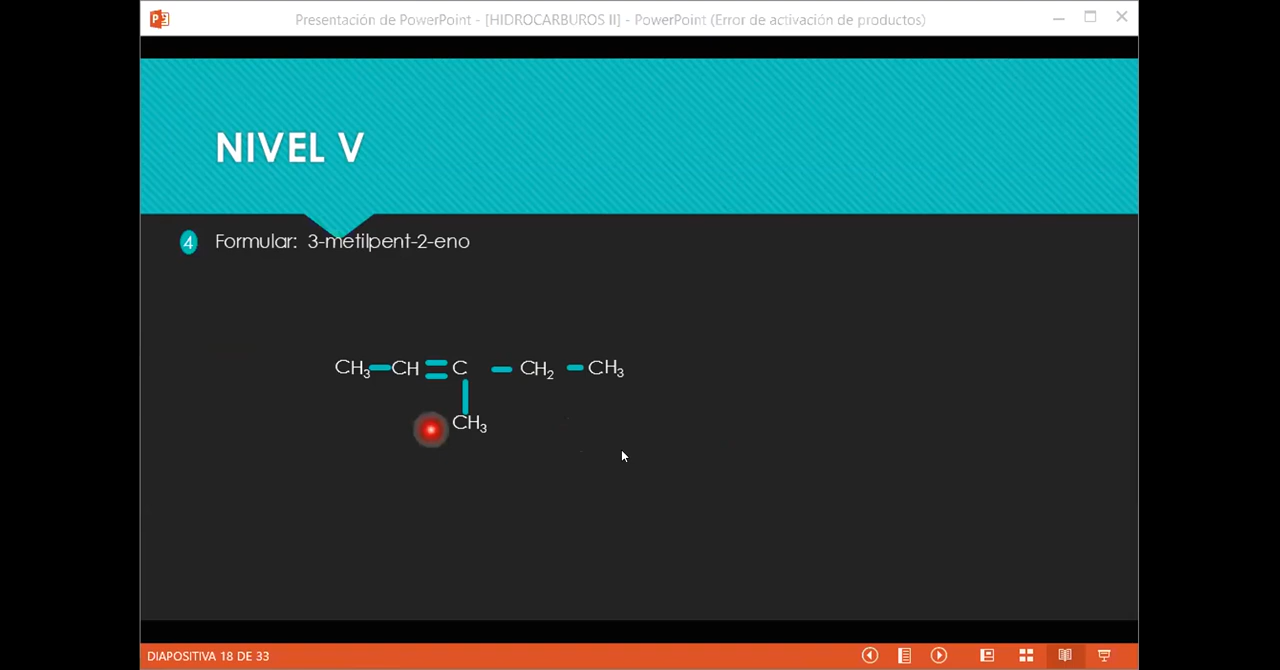 Presentación de PowerPoint - [HIDROCARBUROS II] - PowerPoint (Error de activación de productos)
NIVEL V
4 Formular: 3-metilpent-2-eno
CH₃—CH=C—CH₂—CH₃
CH₃
DIAPOSITIVA 18 DE 33